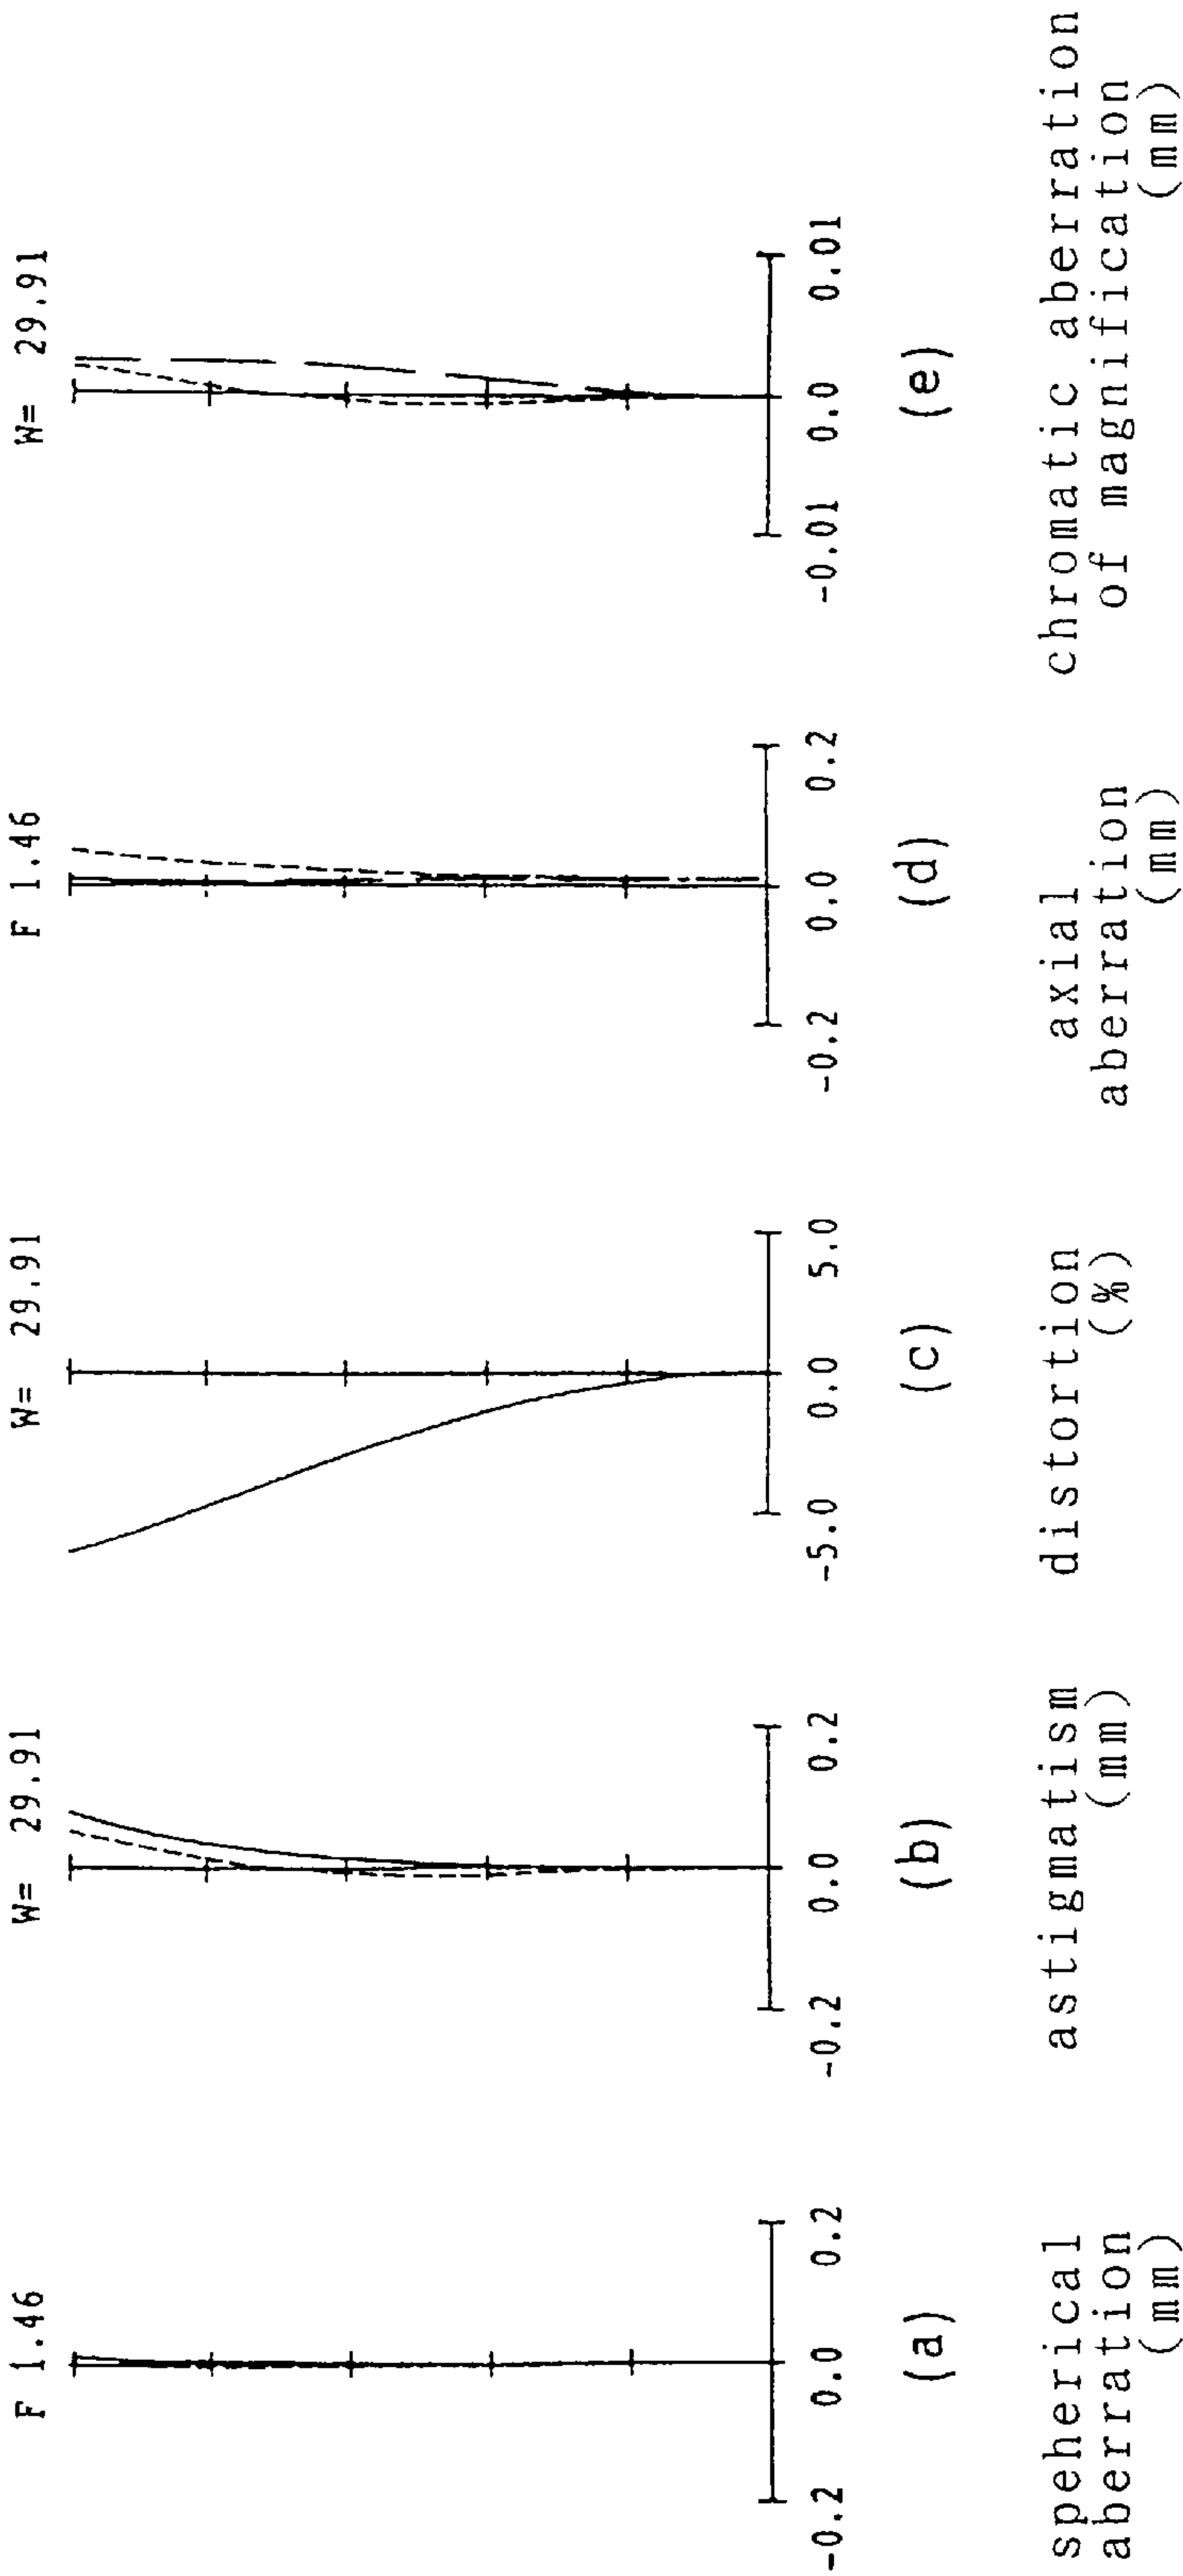 F 1.46
-0.2 0.0 0.2
(a)
speherical
aberration
(mm)
W= 29.91
-0.2 0.0 0.2
(b)
astigmatism
(mm)
W= 29.91
-5.0 0.0 5.0
(c)
distortion
(%)
F 1.46
-0.2 0.0 0.2
(d)
axial
aberration
(mm)
W= 29.91
-0.01 0.0 0.01
(e)
chromatic aberration
of magnification
(mm)